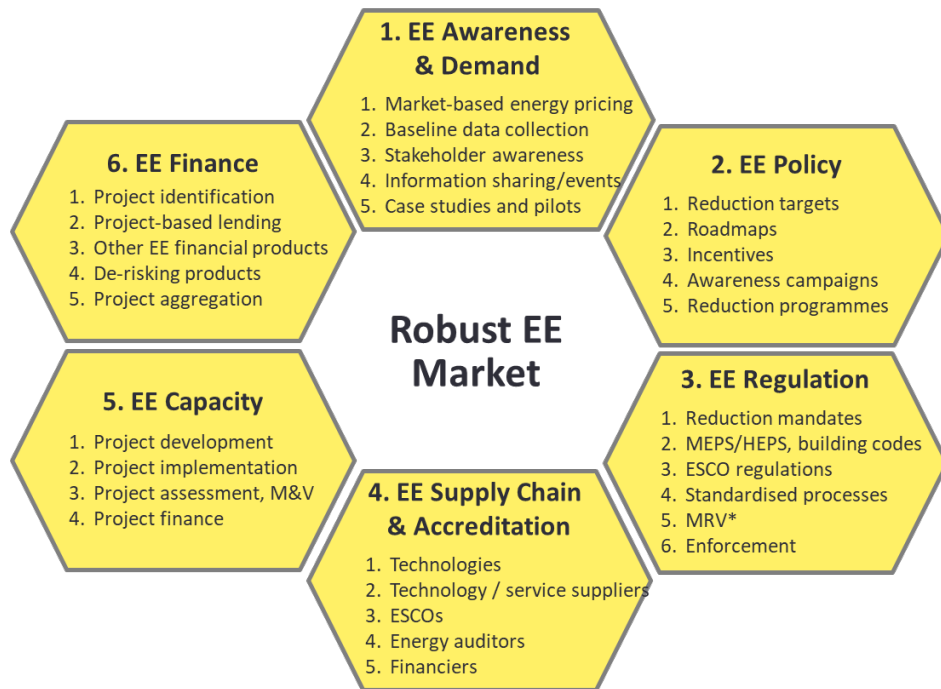 1. EE Awareness
& Demand
1. Market-based energy pricing
2. Baseline data collection
3. Stakeholder awareness
4. Information sharing/events
5. Case studies and pilots
2. EE Policy
1. Reduction targets
2. Roadmaps
3. Incentives
4. Awareness campaigns
5. Reduction programmes
3. EE Regulation
1. Reduction mandates
2. MEPS/HEPS, building codes
3. ESCO regulations
4. Standardised processes
5. MRV*
6. Enforcement
4. EE Supply Chain
& Accreditation
1. Technologies
2. Technology / service suppliers
3. ESCOs
4. Energy auditors
5. Financiers
5. EE Capacity
1. Project development
2. Project implementation
3. Project assessment, M&V
4. Project finance
6. EE Finance
1. Project identification
2. Project-based lending
3. Other EE financial products
4. De-risking products
5. Project aggregation
Robust EE
Market